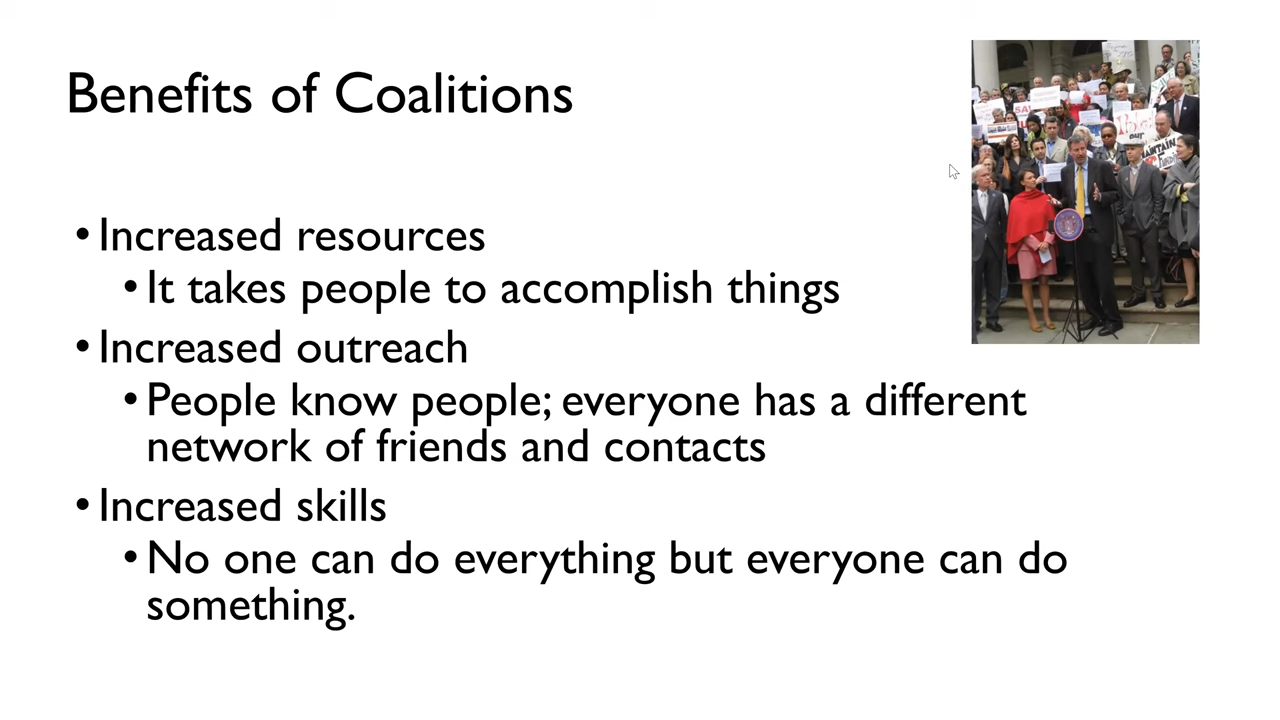 Benefits of Coalitions
• Increased resources
• It takes people to accomplish things
• Increased outreach
• People know people; everyone has a different
network of friends and contacts
• Increased skills
• No one can do everything but everyone can do
something.
MAINTAIN